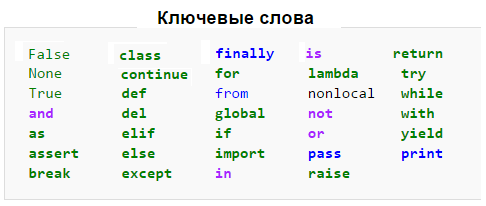 Ключевые слова
False class finally is return
None continue for lambda try
True def from nonlocal while
and del global not with
as elif if or yield
assert else import pass print
break except in raise